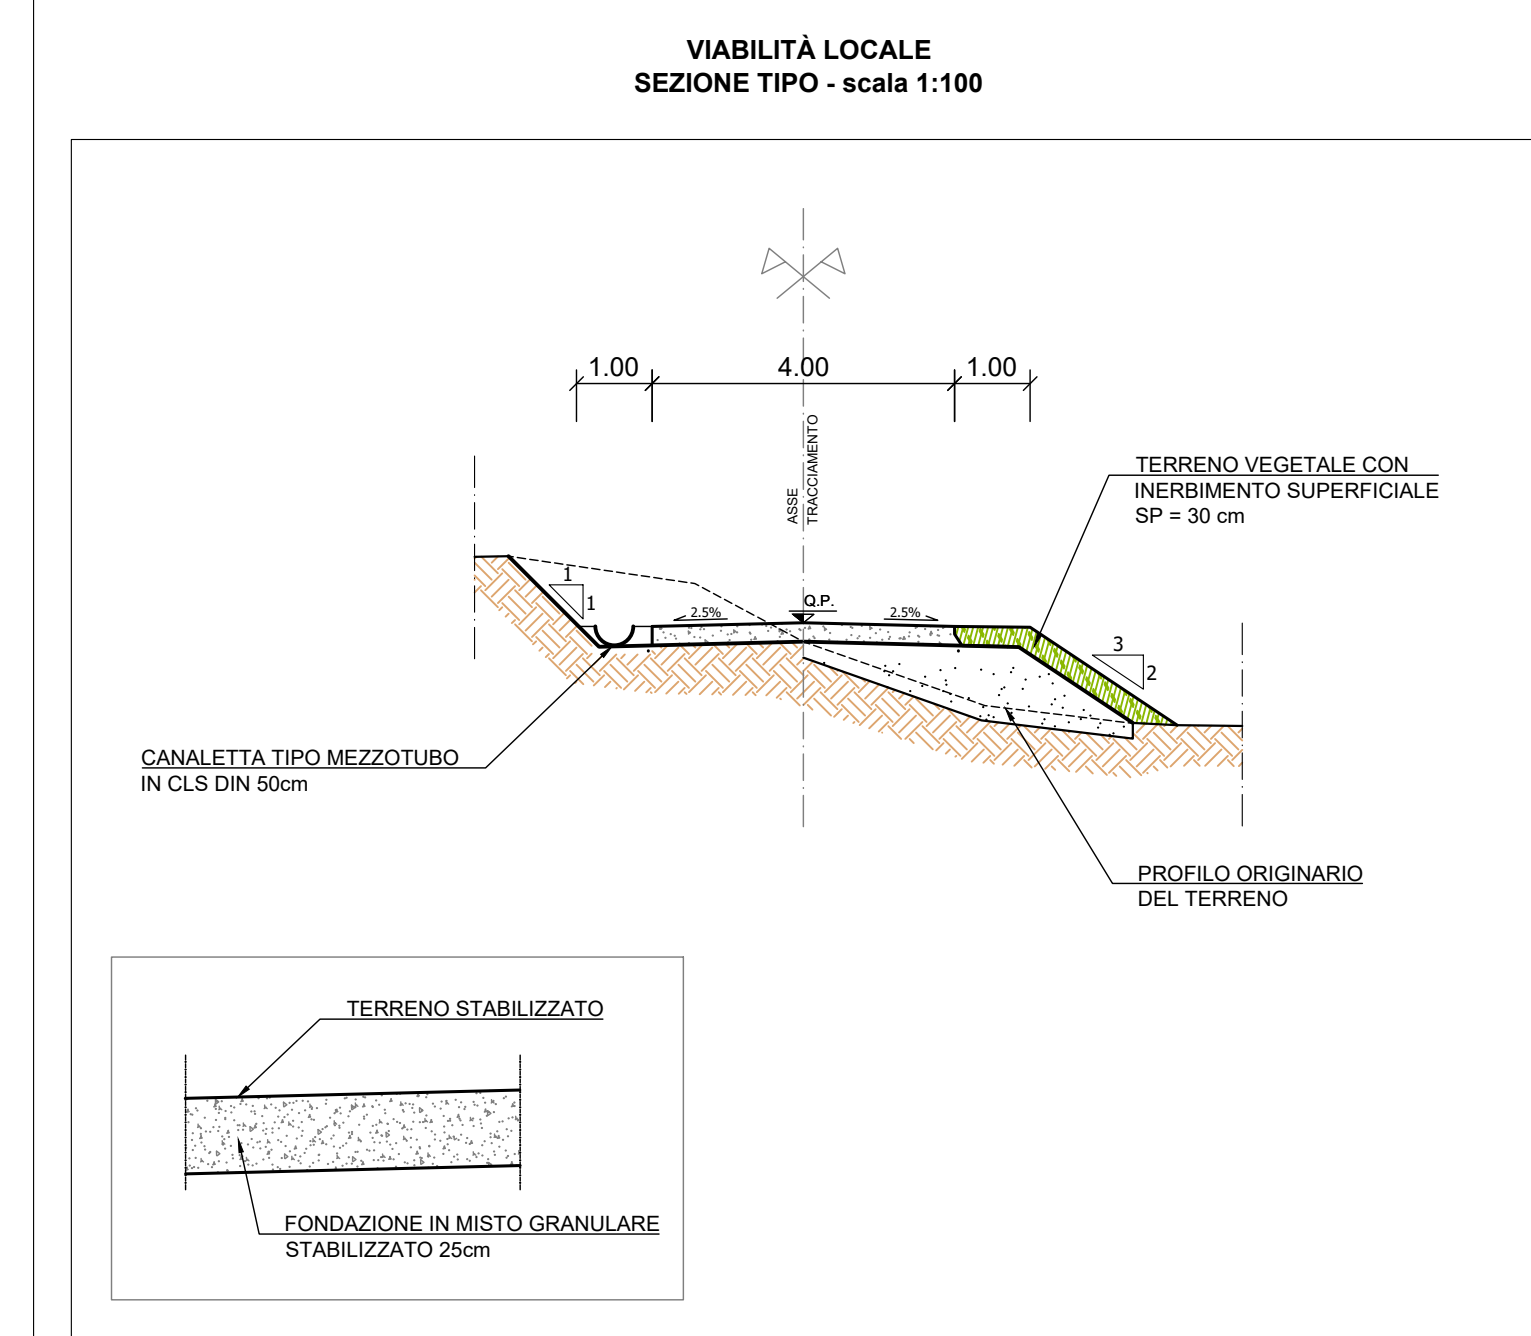 VIABILITÀ LOCALE
SEZIONE TIPO - scala 1:100
1.00
4.00
1.00
ASSE
TRACCIAMENTO
TERRENO VEGETALE CON
INERBIMENTO SUPERFICIALE
SP = 30 cm
1
1
2.5%
Q.P.
2.5%
3
2
CANALETTA TIPO MEZZOTUBO
IN CLS DIN 50cm
PROFILO ORIGINARIO
DEL TERRENO
TERRENO STABILIZZATO
FONDAZIONE IN MISTO GRANULARE
STABILIZZATO 25cm